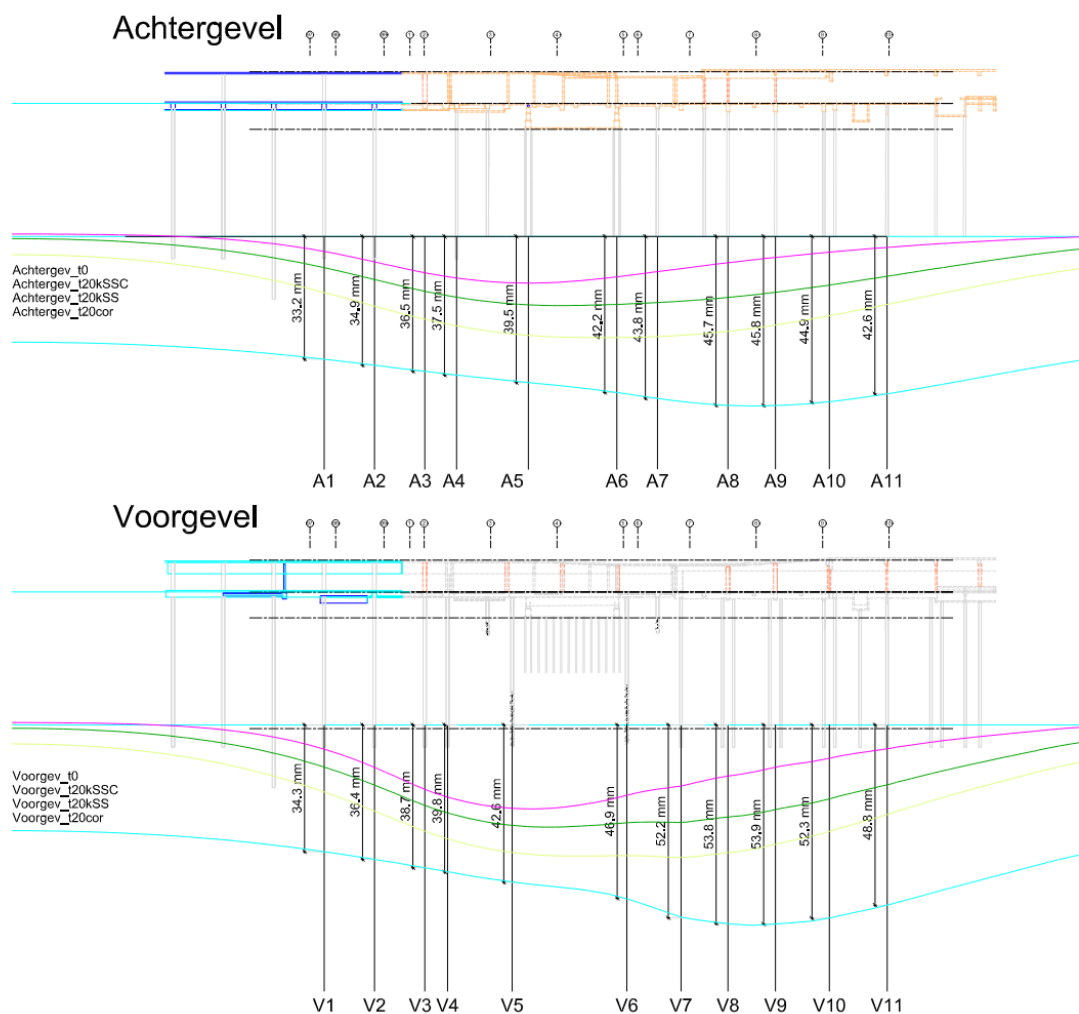 Achtergevel
Achtergev_t0
Achtergev_t20kSSC
Achtergev_t20kSS
Achtergev_t20cor
33.2 mm
34.9 mm
36.5 mm
37.5 mm
39.5 mm
42.2 mm
43.8 mm
45.7 mm
45.8 mm
44.9 mm
42.6 mm
A1 A2 A3 A4 A5 A6 A7 A8 A9 A10 A11
Voorgevel
Voorgev_t0
Voorgev_t20kSSC
Voorgev_t20kSS
Voorgev_t20cor
34.3 mm
36.4 mm
38.7 mm
39.8 mm
42.6 mm
46.9 mm
52.2 mm
53.8 mm
53.9 mm
52.3 mm
48.8 mm
V1 V2 V3 V4 V5 V6 V7 V8 V9 V10 V11